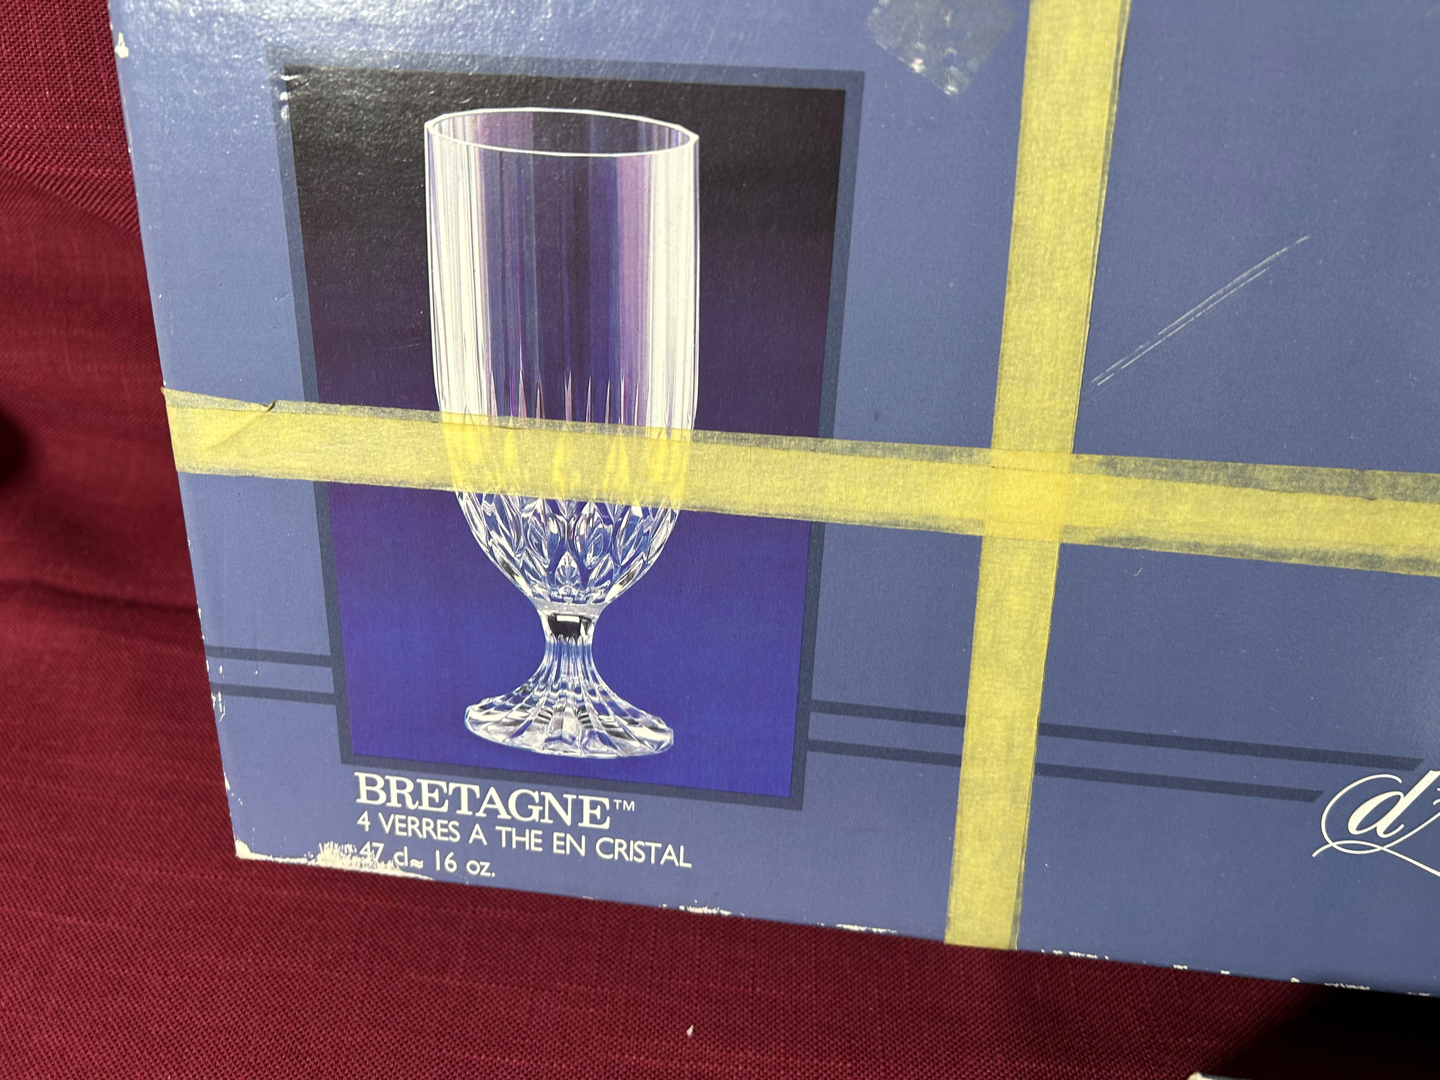 BRETAGNE™
4 VERRES A THE EN CRISTAL
47 cl≈ 16 oz.